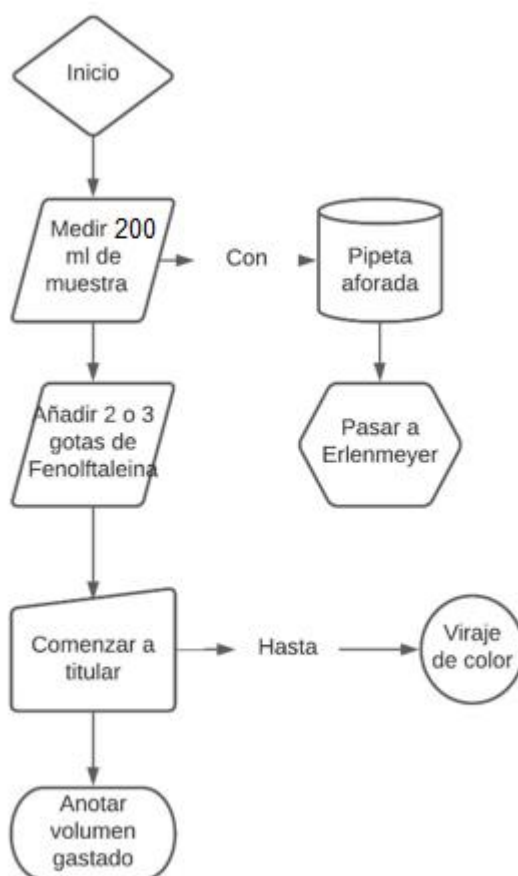 Inicio
Medir 200
ml de
muestra
Con
Pipeta
aforada
Añadir 2 o 3
gotas de
Fenolftaleina
Pasar a
Erlenmeyer
Comenzar a
titular
Hasta
Viraje
de color
Anotar
volumen
gastado